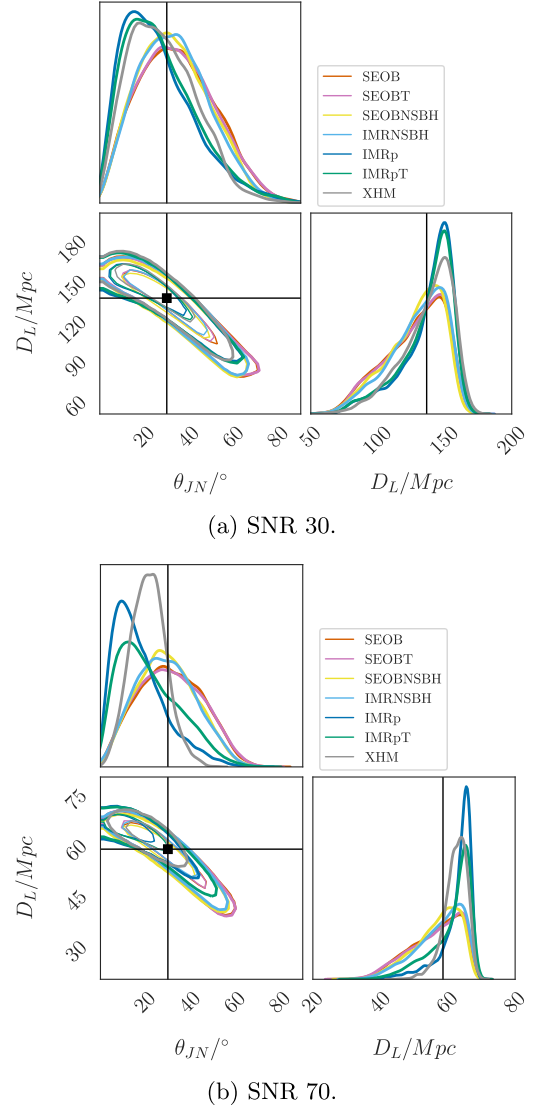 SEOB
SEOBT
SEOBNSBH
IMRNSBH
IMRp
IMRpT
XHM
D_L/Mpc
180
150
120
90
60
20
40
60
80
50
100
150
200
θ_JN/°
D_L/Mpc
(a) SNR 30.
SEOB
SEOBT
SEOBNSBH
IMRNSBH
IMRp
IMRpT
XHM
D_L/Mpc
75
60
45
30
20
40
60
80
20
40
60
80
θ_JN/°
D_L/Mpc
(b) SNR 70.